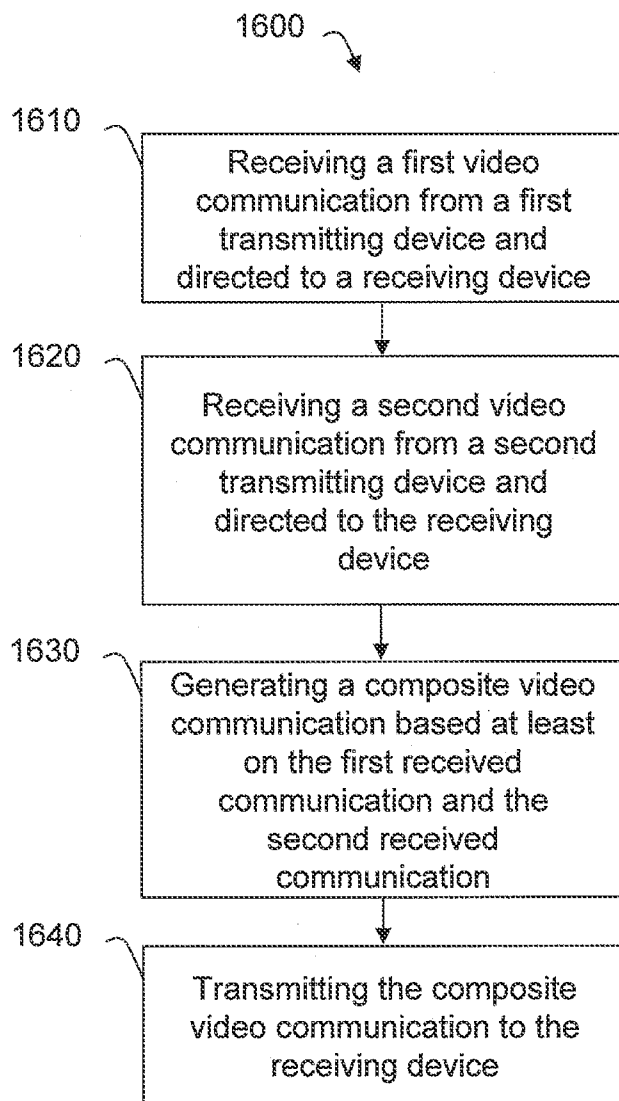 1600
1610
Receiving a first video
communication from a first
transmitting device and
directed to a receiving device
1620
Receiving a second video
communication from a second
transmitting device and
directed to the receiving
device
1630
Generating a composite video
communication based at least
on the first received
communication and the
second received
communication
1640
Transmitting the composite
video communication to the
receiving device